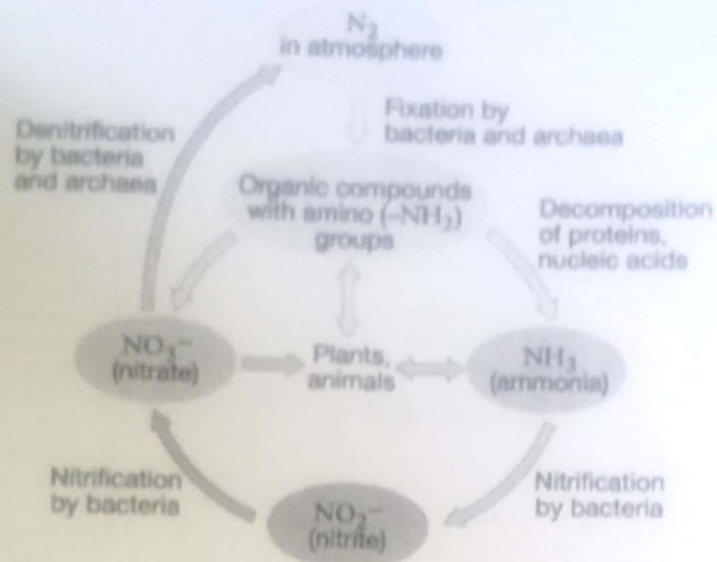 N₂
in atmosphere
Fixation by
bacteria and archaea
Denitrification
by bacteria
and archaea
Organic compounds
with amino (–NH₂)
groups
Decomposition
of proteins,
nucleic acids
NO₃⁻
(nitrate)
Plants,
animals
NH₃
(ammonia)
Nitrification
by bacteria
NO₂⁻
(nitrite)
Nitrification
by bacteria